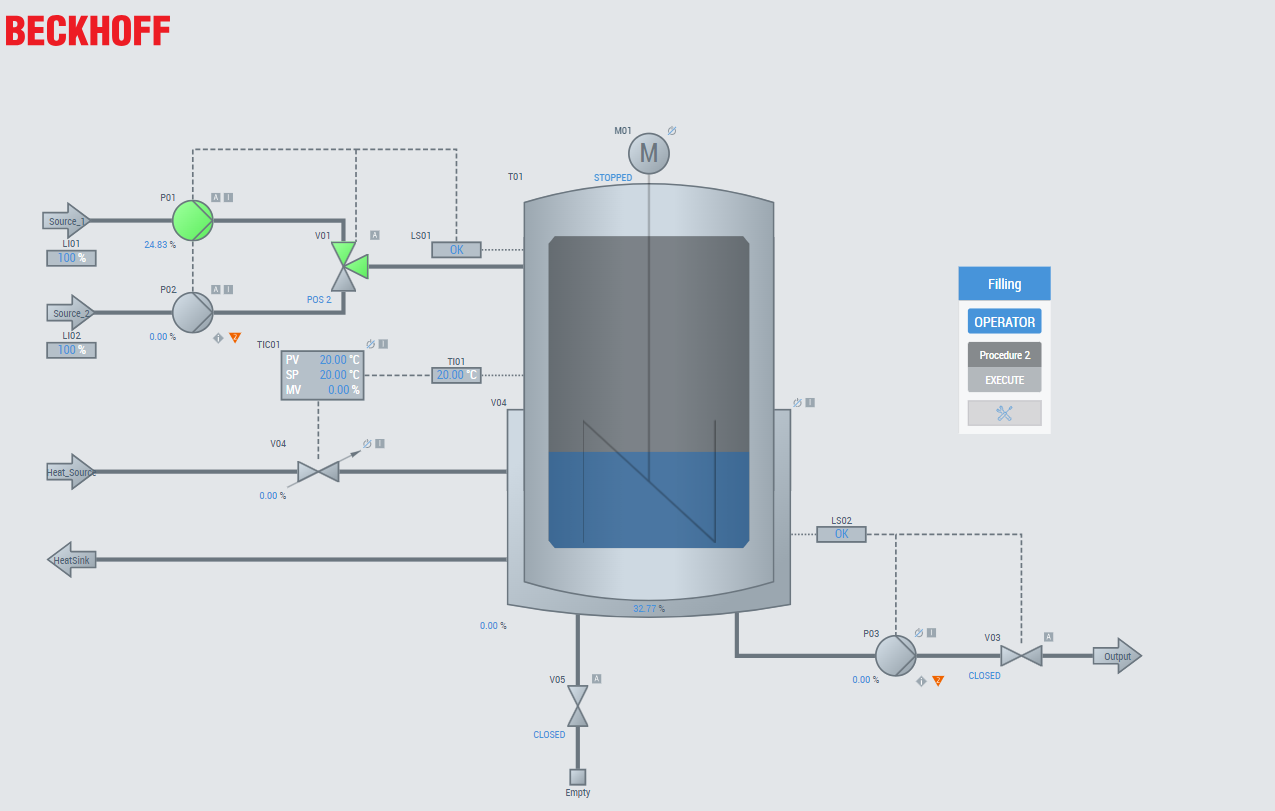 BECKHOFF
M01
M
STOPPED
T01
P01
A I
Source_1
LI01
100 %
24.83 %
V01
A
LS01
OK
P02
A I
Source_2
LI02
100 %
POS 2
0.00 %
i 2
Filling
OPERATOR
Procedure 2
EXECUTE
TIC01
I
PV 20.00 °C
SP 20.00 °C
MV 0.00 %
TI01
20.00 °C
V04
I
V04
I
Heat_Source
0.00 %
LS02
OK
HeatSink
32.77 %
0.00 %
P03
I
V03
A
Output
0.00 %
i 2
CLOSED
V05
A
CLOSED
Empty